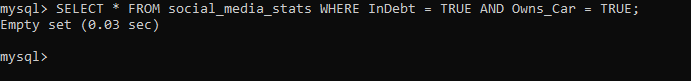 mysql> SELECT * FROM social_media_stats WHERE InDebt = TRUE AND Owns_Car = TRUE;
Empty set (0.03 sec)
mysql>